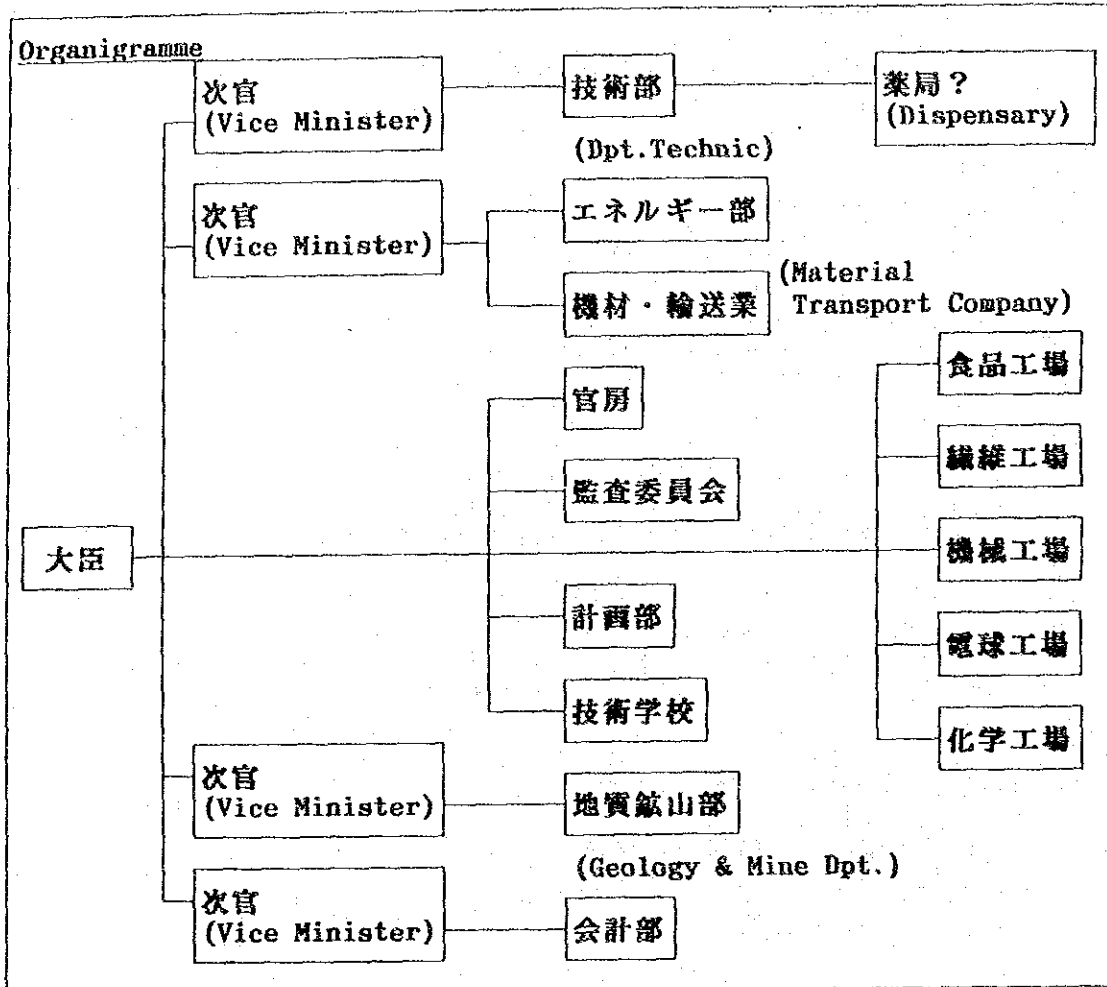 Organigramme
次官
(Vice Minister)
技術部
(Dpt.Technic)
薬局?
(Dispensary)
次官
(Vice Minister)
エネルギー部
機材・輸送業
(Material
Transport Company)
官房
監査委員会
大臣
計画部
技術学校
食品工場
繊維工場
機械工場
電球工場
化学工場
次官
(Vice Minister)
地質鉱山部
(Geology & Mine Dpt.)
次官
(Vice Minister)
会計部